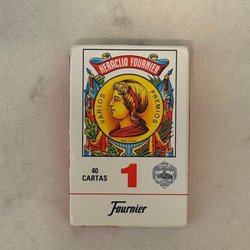 HERACLIO FOURNIER
VARIOS PREMIOS
40
CARTAS
1
Fournier